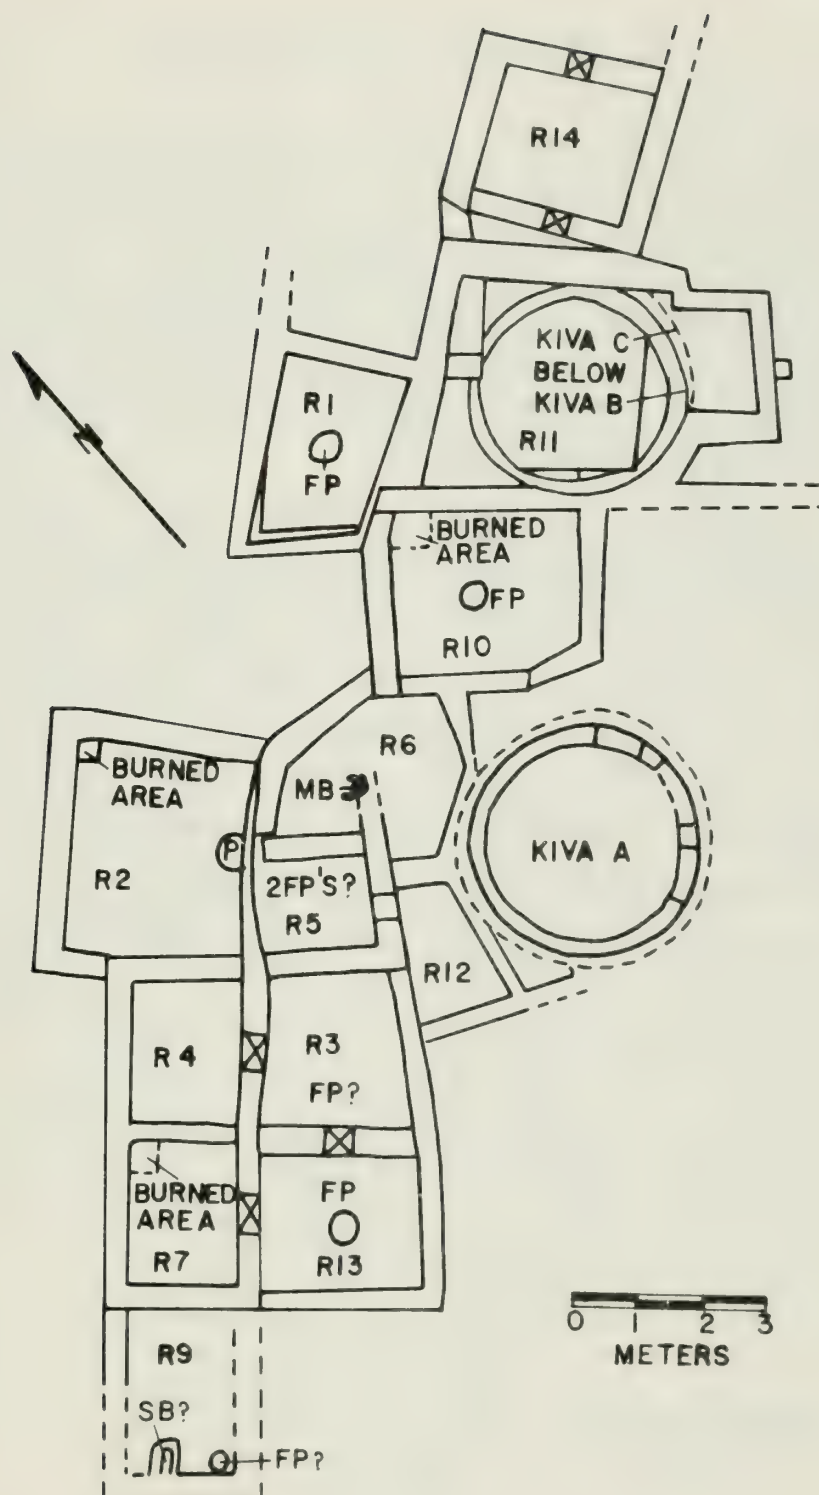 R14
KIVA C
BELOW
KIVA B
R11
R1
FP
N
BURNED
AREA
FP
R10
R6
MB
BURNED
AREA
P
R2
2FP'S?
R5
KIVA A
R12
R4
R3
FP?
BURNED
AREA
R7
FP
R13
0 1 2 3
METERS
R9
SB?
FP?